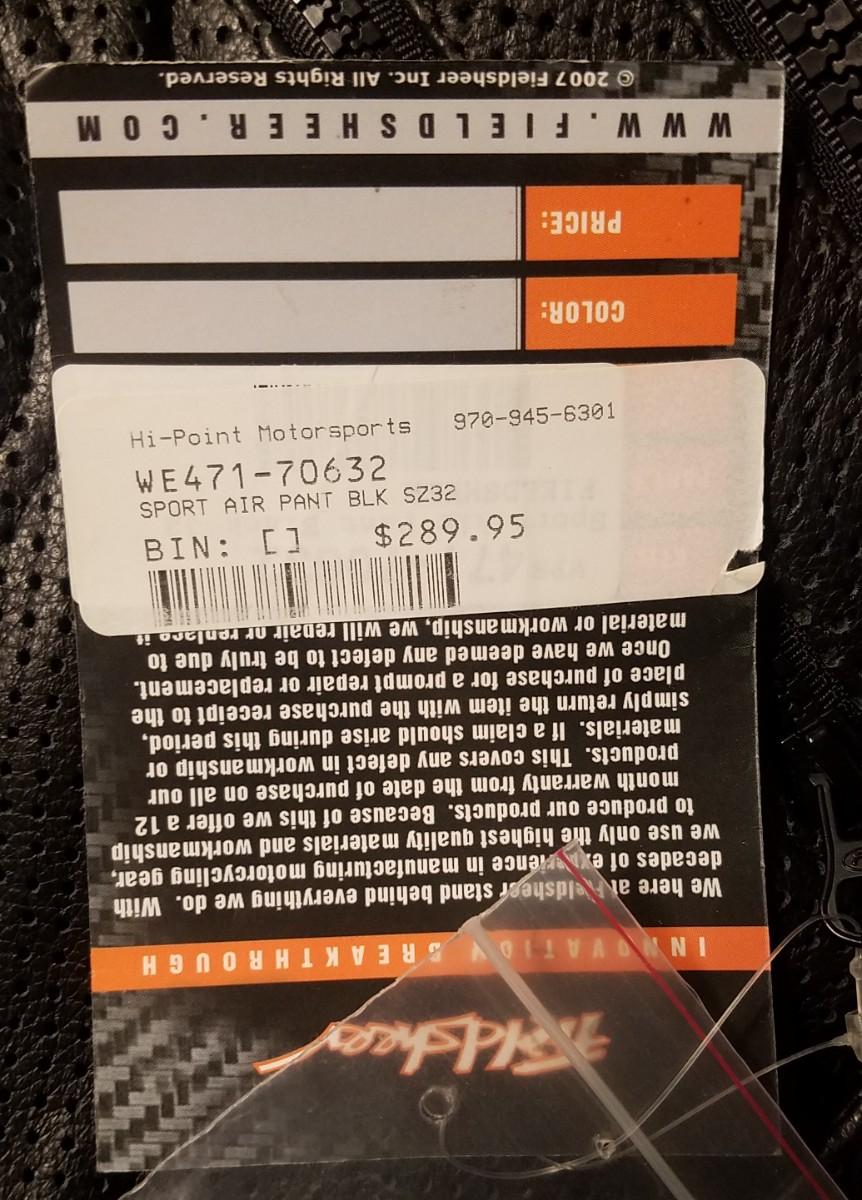 Fieldsheer
INNOVATION BREAKTHROUGH
We here at Fieldsheer stand behind everything we do. With
decades of experience in manufacturing motorcycling gear,
we use only the highest quality materials and workmanship
to produce our products. Because of this we offer a 12
month warranty from the date of purchase on all our
products. This covers any defect in workmanship or
materials. If a claim should arise during this period,
simply return the item with the purchase receipt to the
place of purchase for a prompt repair or replacement.
Once we have deemed any defect to be truly due to
material or workmanship, we will repair or replace it
Hi-Point Motorsports 970-945-6301
WE471-70632
SPORT AIR PANT BLK SZ32
BIN: [] $289.95
COLOR:
PRICE:
WWW.FIELDSHEER.COM
© 2007 Fieldsheer Inc. All Rights Reserved.